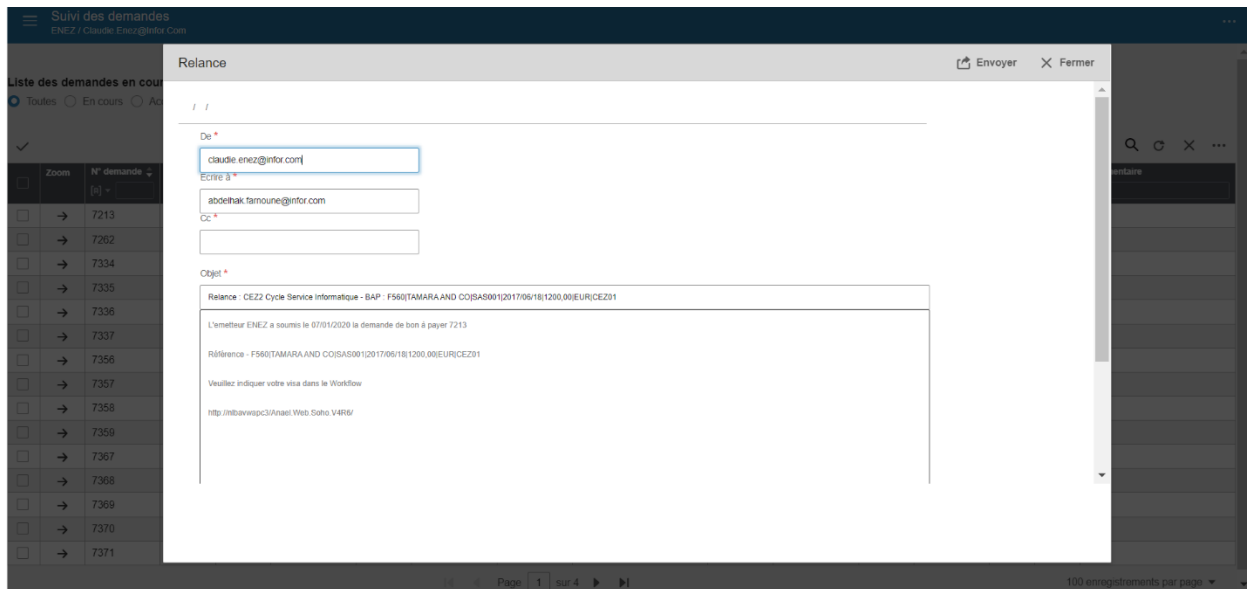 Suivi des demandes
ENEZ / Claudie.Enez@Infor.Com
Relance
Envoyer
Fermer
Liste des demandes en cour
Toutes
En cours
/ /
De *
claudie.enez@infor.com
Ecrire à *
abdelhak.farnoune@infor.com
Cc *
Objet *
Relance : CEZ2 Cycle Service Informatique - BAP : F560|TAMARA AND CO|SAS001|2017/06/18|1200,00|EUR|CEZ01
L'emetteur ENEZ a soumis le 07/01/2020 la demande de bon à payer 7213
Référence - F560|TAMARA AND CO|SAS001|2017/06/18|1200,00|EUR|CEZ01
Veuillez indiquer votre visa dans le Workflow
http://nlbavwapc3/Anael.Web.Soho.V4R6/
Zoom
N° demande
[u]
entaire
7213
7262
7334
7335
7336
7337
7356
7357
7358
7359
7367
7368
7369
7370
7371
Page 1 sur 4
100 enregistrements par page